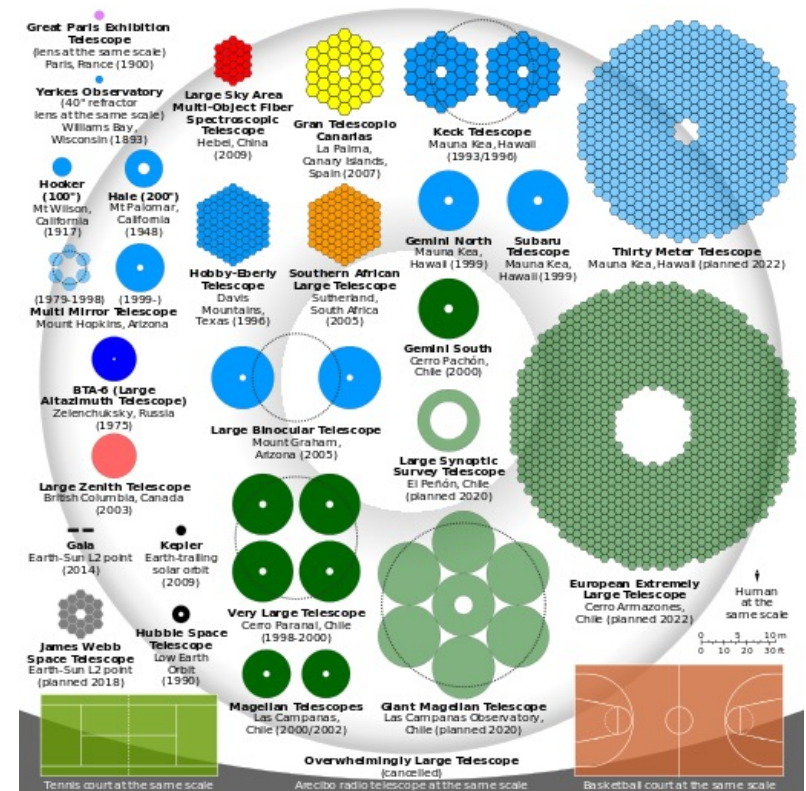 Great Paris Exhibition
Telescope
(lens at the same scale)
Paris, France (1900)
Yerkes Observatory
(40" refractor
lens at the same scale)
Williams Bay,
Wisconsin (1893)
Hooker
(100")
Mt Wilson,
California
(1917)
Hale (200")
Mt Palomar,
California
(1948)
(1979-1998) (1999-)
Multi Mirror Telescope
Mount Hopkins, Arizona
BTA-6 (Large
Altazimuth Telescope)
Zelenchuksky, Russia
(1975)
Large Zenith Telescope
British Columbia, Canada
(2003)
Gaia
Earth-Sun L2 point
(2014)
Kepler
Earth-trailing
solar orbit
(2009)
James Webb
Space Telescope
Earth-Sun L2 point
(planned 2018)
Hubble Space
Telescope
Low Earth
Orbit
(1990)
Large Sky Area
Multi-Object Fiber
Spectroscopic
Telescope
Hebei, China
(2009)
Gran Telescopio
Canarias
La Palma,
Canary Islands,
Spain (2007)
Keck Telescope
Mauna Kea, Hawaii
(1993/1996)
Hobby-Eberly
Telescope
Davis
Mountains,
Texas (1996)
Southern African
Large Telescope
Sutherland,
South Africa
(2005)
Gemini North
Mauna Kea,
Hawaii (1999)
Subaru
Telescope
Mauna Kea,
Hawaii (1999)
Thirty Meter Telescope
Mauna Kea, Hawaii (planned 2022)
Gemini South
Cerro Pachón,
Chile (2000)
Large Binocular Telescope
Mount Graham,
Arizona (2005)
Large Synoptic
Survey Telescope
El Peñón, Chile
(planned 2020)
Very Large Telescope
Cerro Paranal, Chile
(1998-2000)
Magellan Telescopes
Las Campanas,
Chile (2000/2002)
Giant Magellan Telescope
Las Campanas Observatory,
Chile (planned 2020)
European Extremely
Large Telescope
Cerro Armazones,
Chile (planned 2022)
Human
at the
same scale
0 5 10 m
0 10 20 30 ft
Overwhelmingly Large Telescope
(cancelled)
Tennis court at the same scale
Arecibo radio telescope at the same scale
Basketball court at the same scale